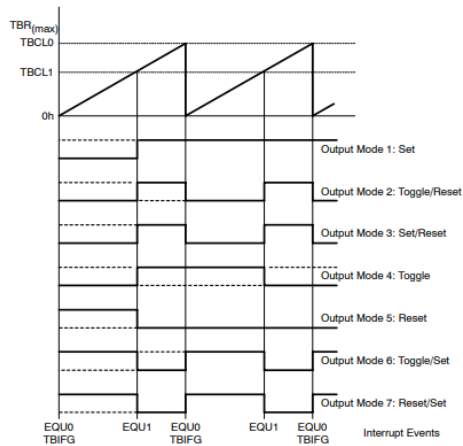 TBR(max)
TBCL0
TBCL1
0h
Output Mode 1: Set
Output Mode 2: Toggle/Reset
Output Mode 3: Set/Reset
Output Mode 4: Toggle
Output Mode 5: Reset
Output Mode 6: Toggle/Set
Output Mode 7: Reset/Set
EQU0 EQU1 EQU0 EQU1 EQU0 Interrupt Events
TBIFG TBIFG TBIFG